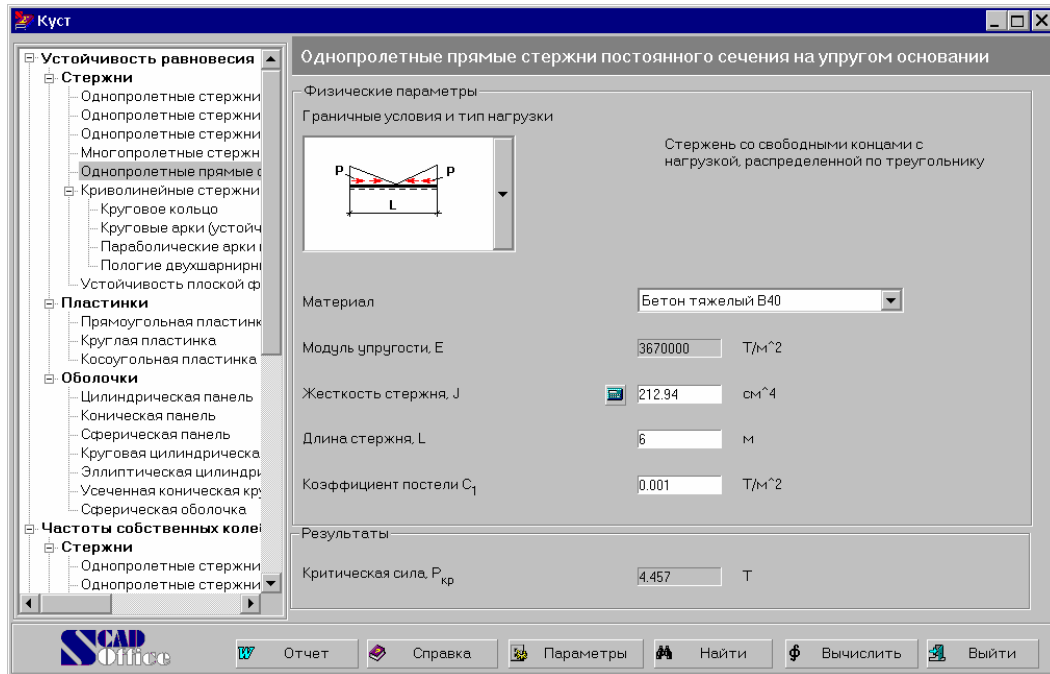 Куст
Устойчивость равновесия
Стержни
Однопролетные стержни
Однопролетные стержни
Однопролетные стержни
Многопролетные стержн
Однопролетные прямые с
Криволинейные стержни
Круговое кольцо
Круговые арки (устойч
Параболические арки
Пологие двухшарнирн
Устойчивость плоской ф
Пластинки
Прямоугольная пластинк
Круглая пластинка
Косоугольная пластинка
Оболочки
Цилиндрическая панель
Коническая панель
Сферическая панель
Круговая цилиндрическа
Эллиптическая цилиндри
Усеченная коническая кру
Сферическая оболочка
Частоты собственных колеб
Стержни
Однопролетные стержни
Однопролетные стержни
Однопролетные прямые стержни постоянного сечения на упругом основании
Физические параметры
Граничные условия и тип нагрузки
P P
L
Стержень со свободными концами с
нагрузкой, распределенной по треугольнику
Материал Бетон тяжелый B40
Модуль упругости, E 3670000 Т/м^2
Жесткость стержня, J 212.94 см^4
Длина стержня, L 6 м
Коэффициент постели C1 0.001 Т/м^2
Результаты
Критическая сила, Pкр 4.457 Т
SCAD Office
Отчет Справка Параметры Найти Вычислить Выйти